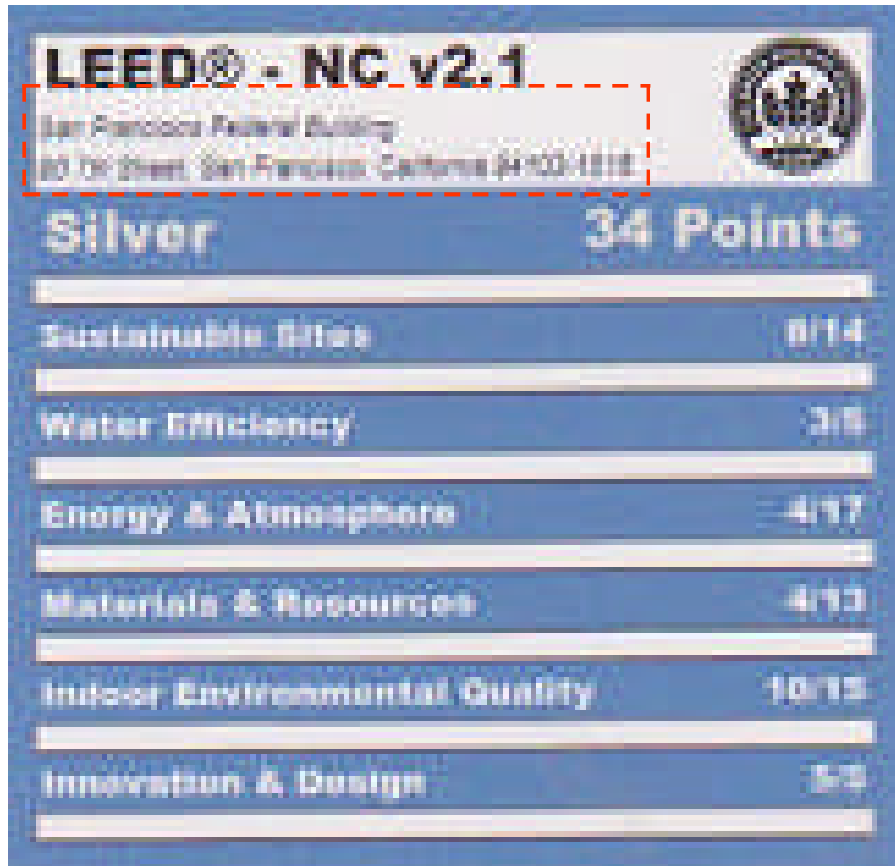 LEED® - NC v2.1
San Francisco Federal Building
Street, San Francisco, California
Silver
34 Points
Sustainable Sites
/14
Water Efficiency
3/5
Energy & Atmosphere
4/17
Materials & Resources
4/13
Indoor Environmental Quality
10/15
Innovation & Design
5/5